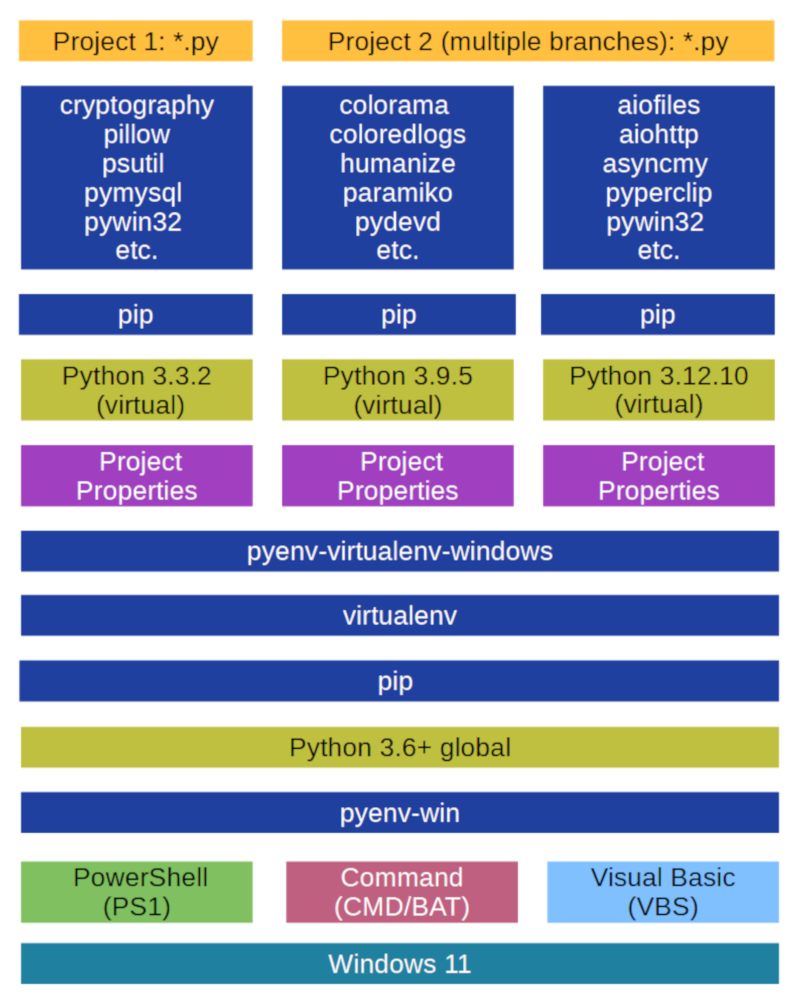 Project 1: *.py
Project 2 (multiple branches): *.py
cryptography
pillow
psutil
pymysql
pywin32
etc.
colorama
coloredlogs
humanize
paramiko
pydevd
etc.
aiofiles
aiohttp
asyncmy
pyperclip
pywin32
etc.
pip
pip
pip
Python 3.3.2
(virtual)
Python 3.9.5
(virtual)
Python 3.12.10
(virtual)
Project
Properties
Project
Properties
Project
Properties
pyenv-virtualenv-windows
virtualenv
pip
Python 3.6+ global
pyenv-win
PowerShell
(PS1)
Command
(CMD/BAT)
Visual Basic
(VBS)
Windows 11